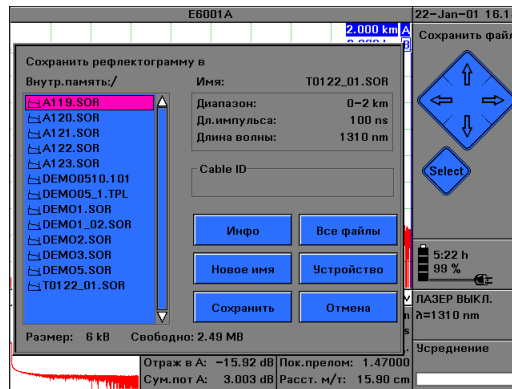 E6001A
22-Jan-01 16.1
2.000 km A
B
Сохранить файл
Сохранить рефлектограмму в
Внутр.память:/
Имя: T0122_01.SOR
A119.SOR
A120.SOR
A121.SOR
A122.SOR
A123.SOR
DEMO0510.101
DEMO05_1.TPL
DEMO1.SOR
DEMO1_02.SOR
DEMO2.SOR
DEMO3.SOR
DEMO5.SOR
T0122_01.SOR
Диапазон: 0-2 km
Дл.импульса: 100 ns
Длина волны: 1310 nm
Cable ID
Инфо
Все файлы
Новое имя
Устройство
Сохранить
Отмена
Размер: 6 kB Свободно: 2.49 MB
Select
5:22 h
99 %
ЛАЗЕР ВЫКЛ.
λ=1310 nm
Усреднение
Отраж в A: -15.92 dB
Пок.прелом: 1.47000
Сум.пот A: 3.003 dB
Расст. м/т: 15.90 cm